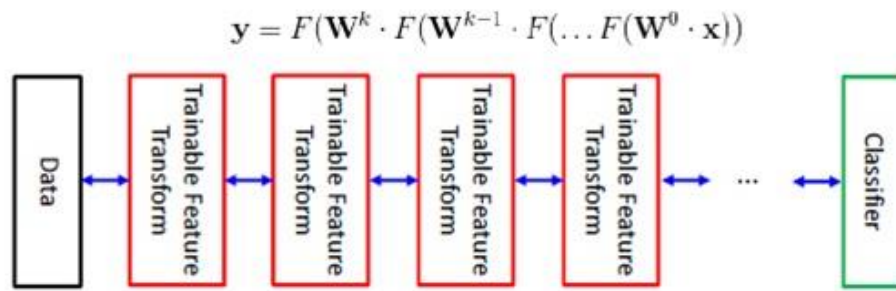 y = F(W^k · F(W^{k-1} · F(... F(W^0 · x))
Data
Trainable Feature
Transform
Trainable Feature
Transform
Trainable Feature
Transform
Trainable Feature
Transform
...
Classifier